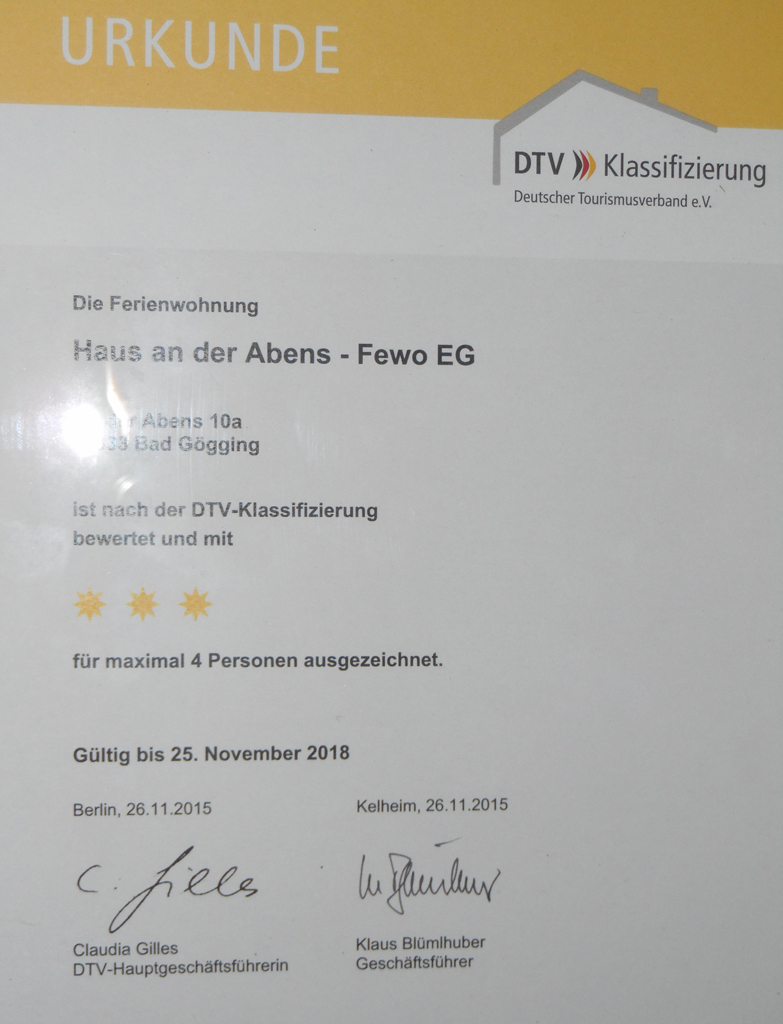 URKUNDE
DTV Klassifizierung
Deutscher Tourismusverband e.V.
Die Ferienwohnung
Haus an der Abens - Fewo EG
der Abens 10a
Bad Gögging
ist nach der DTV-Klassifizierung
bewertet und mit
für maximal 4 Personen ausgezeichnet.
Gültig bis 25. November 2018
Berlin, 26.11.2015
Kelheim, 26.11.2015
C. Gilles
Claudia Gilles
DTV-Hauptgeschäftsführerin
Klaus Blümlhuber
Geschäftsführer